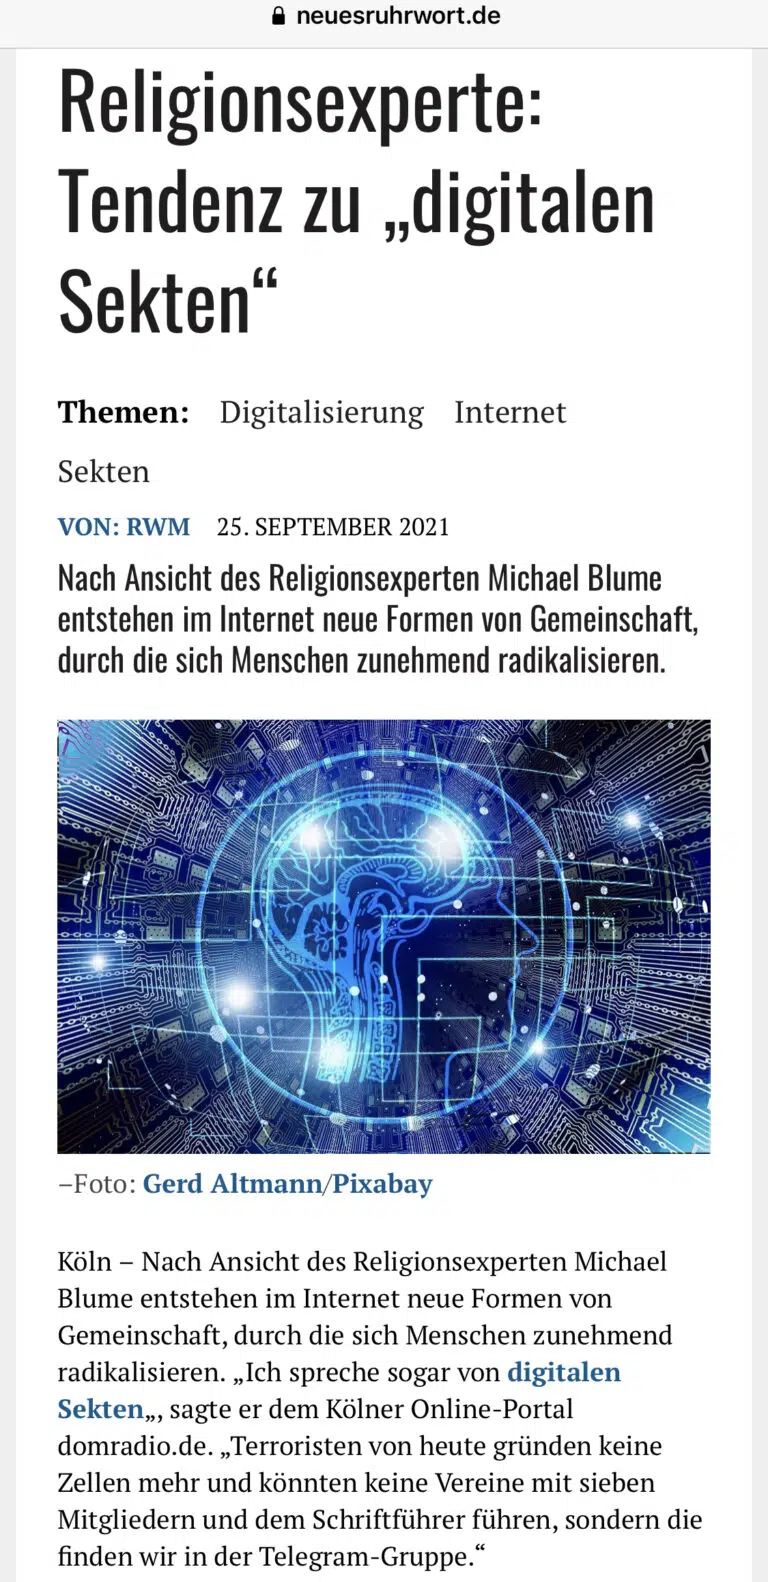 neuesruhrwort.de
Religionsexperte:
Tendenz zu „digitalen
Sekten“
Themen: Digitalisierung Internet
Sekten
VON: RWM 25. SEPTEMBER 2021
Nach Ansicht des Religionsexperten Michael Blume
entstehen im Internet neue Formen von Gemeinschaft,
durch die sich Menschen zunehmend radikalisieren.
–Foto: Gerd Altmann/Pixabay
Köln – Nach Ansicht des Religionsexperten Michael
Blume entstehen im Internet neue Formen von
Gemeinschaft, durch die sich Menschen zunehmend
radikalisieren. „Ich spreche sogar von digitalen
Sekten„, sagte er dem Kölner Online-Portal
domradio.de. „Terroristen von heute gründen keine
Zellen mehr und könnten keine Vereine mit sieben
Mitgliedern und dem Schriftführer führen, sondern die
finden wir in der Telegram-Gruppe.“